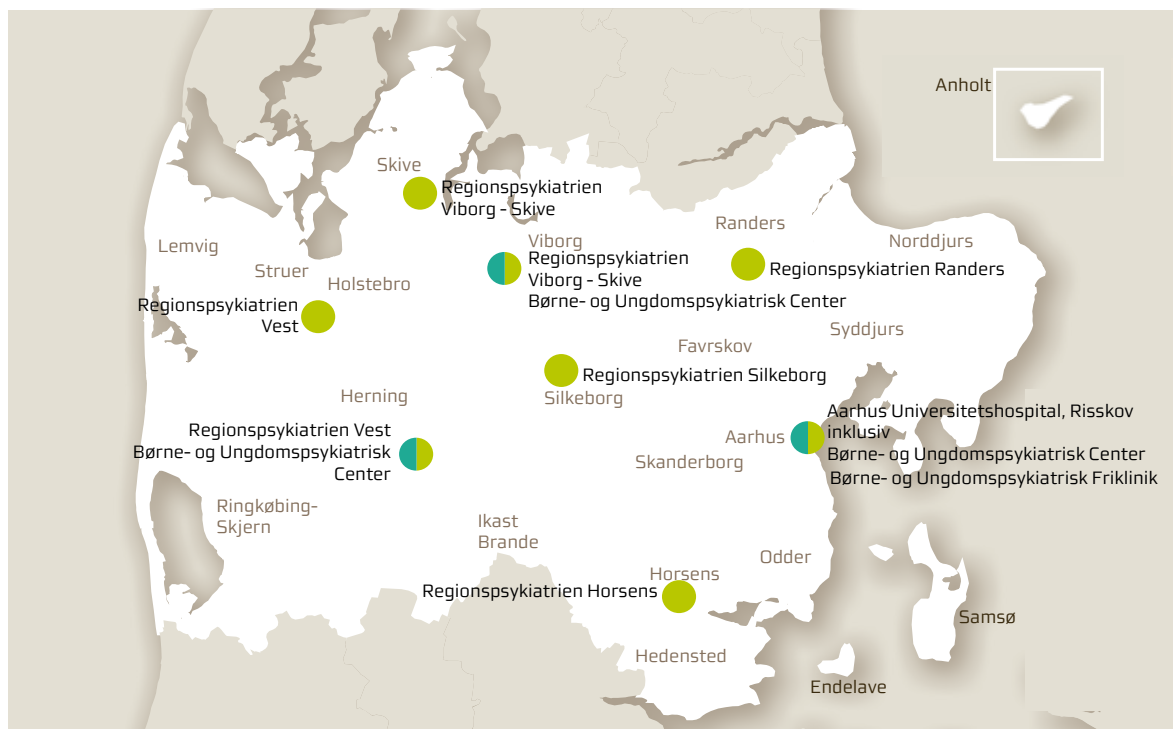 Anholt
Skive
Regionspsykiatrien
Viborg - Skive
Randers
Lemvig
Viborg
Norddjurs
Struer
Regionspsykiatrien
Viborg - Skive
Børne- og Ungdomspsykiatrisk Center
Regionspsykiatrien Randers
Holstebro
Regionspsykiatrien
Vest
Syddjurs
Favrskov
Regionspsykiatrien Silkeborg
Silkeborg
Herning
Aarhus Universitetshospital, Risskov
inklusiv
Børne- og Ungdomspsykiatrisk Center
Børne- og Ungdomspsykiatrisk Friklinik
Aarhus
Regionspsykiatrien Vest
Børne- og Ungdomspsykiatrisk
Center
Skanderborg
Ringkøbing-
Skjern
Ikast
Brande
Odder
Horsens
Regionspsykiatrien Horsens
Samsø
Hedensted
Endelave